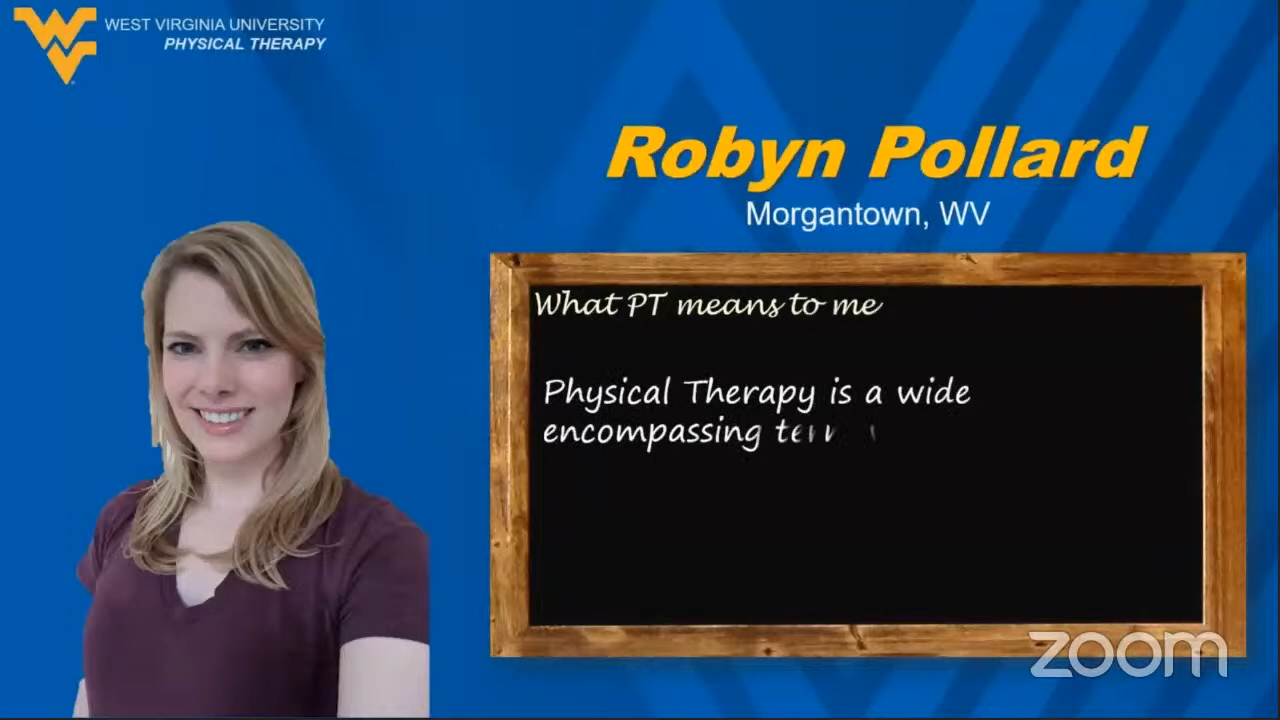 WEST VIRGINIA UNIVERSITY
PHYSICAL THERAPY
Robyn Pollard
Morgantown, WV
What PT means to me
Physical Therapy is a wide
encompassing
zoom